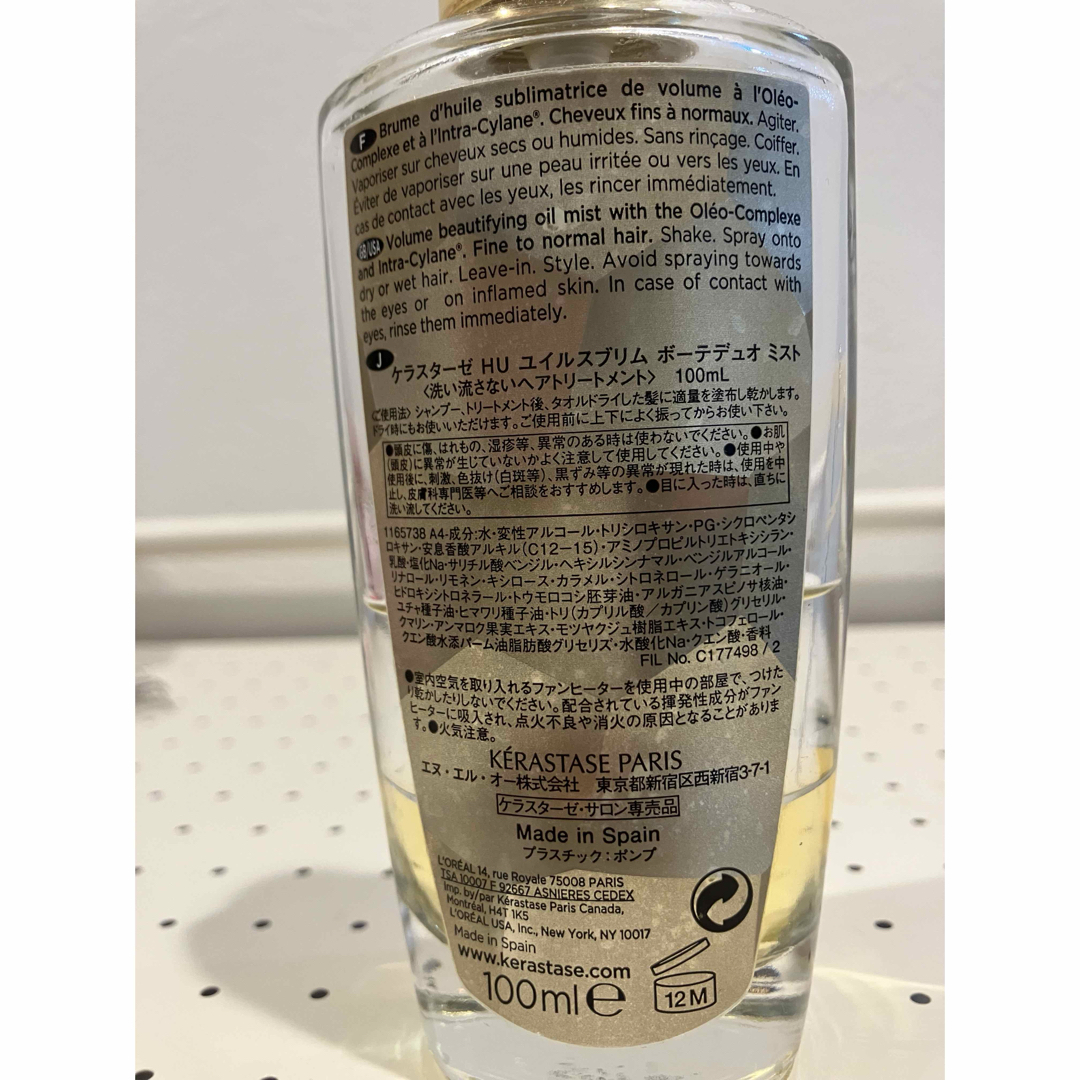 F Brume d'huile sublimatrice de volume à l'Oléo-
Complexe et à l'Intra-Cylane®. Cheveux fins à normaux. Agiter.
Vaporiser sur cheveux secs ou humides. Sans rinçage. Coiffer.
Éviter de vaporiser sur une peau irritée ou vers les yeux. En
cas de contact avec les yeux, les rincer immédiatement.
GB/USA Volume beautifying oil mist with the Oléo-Complexe
and Intra-Cylane®. Fine to normal hair. Shake. Spray onto
dry or wet hair. Leave-in. Style. Avoid spraying towards
the eyes or on inflamed skin. In case of contact with
eyes, rinse them immediately.
J ケラスターゼ HU ユイルスブリム ボーテデュオ ミスト
〈洗い流さないヘアトリートメント〉 100mL
〈ご使用法〉シャンプー、トリートメント後、タオルドライした髪に適量を塗布し乾かします。
ドライ時にもお使いいただけます。ご使用前に上下によく振ってからお使い下さい。
●頭皮に傷、はれもの、湿疹等、異常のある時は使わないでください。●お肌
(頭皮)に異常が生じていないかよく注意して使用してください。●使用中や
使用後に、刺激、色抜け(白斑等)、黒ずみ等の異常が現れた時は、使用を中
止し、皮膚科専門医等へご相談をおすすめします。●目に入った時は、直ちに
洗い流してください。
1165738 A4-成分:水・変性アルコール・トリシロキサン・PG・シクロペンタシ
ロキサン・安息香酸アルキル(C12-15)・アミノプロピルトリエトキシシラン・
乳酸・塩化Na・サリチル酸ベンジル・ヘキシルシンナマル・ベンジルアルコール・
リナロール・リモネン・キシロース・カラメル・シトロネロール・ゲラニオール・
ヒドロキシシトロネラール・トウモロコシ胚芽油・アルガニアスピノサ核油・
ユチャ種子油・ヒマワリ種子油・トリ(カプリル酸／カプリン酸)グリセリル・
クマリン・アンマロク果実エキス・モツヤクジュ樹脂エキス・トコフェロール・
クエン酸水添パーム油脂肪酸グリセリズ・水酸化Na・クエン酸・香料
FIL No. C177498 / 2
●室内空気を取り入れるファンヒーターを使用中の部屋で、つけた
り乾かしたりしないでください。配合されている揮発性成分がファン
ヒーターに吸入され、点火不良や消火の原因となることがありま
す。●火気注意。
KÉRASTASE PARIS
エヌ・エル・オー株式会社 東京都新宿区西新宿3-7-1
ケラスターゼ・サロン専売品
Made in Spain
プラスチック:ポンプ
L'ORÉAL 14, rue Royale 75008 PARIS
TSA 10007 F 92667 ASNIERES CEDEX
Imp. by/par Kérastase Paris Canada,
Montréal, H4T 1K5
L'ORÉAL USA, Inc., New York, NY 10017
Made in Spain
www.kerastase.com
100ml e
12M